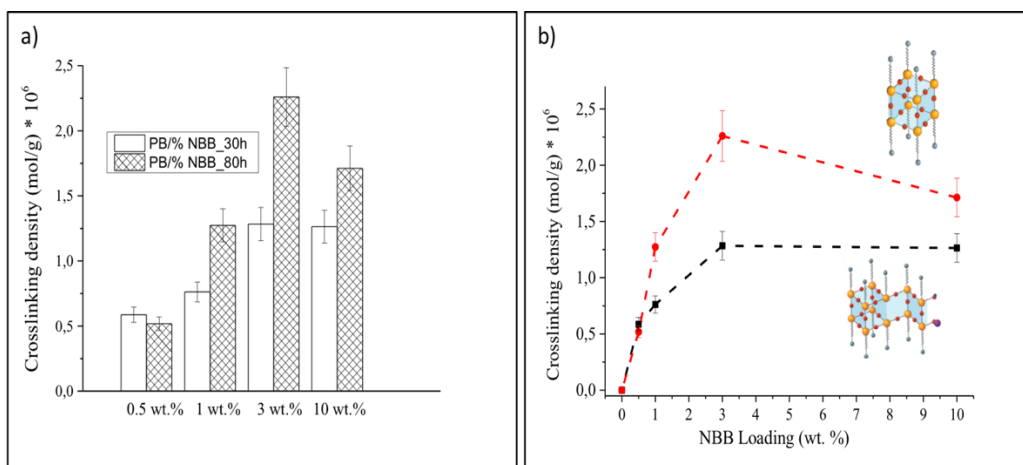 a)
Crosslinking density (mol/g) * 10⁶
2,5
2,0
1,5
1,0
0,5
0,0
PB/% NBB_30h
PB/% NBB_80h
0.5 wt.% 1 wt.% 3 wt.% 10 wt.%
b)
Crosslinking density (mol/g) * 10⁶
2,5
2,0
1,5
1,0
0,5
0,0
0 1 2 3 4 5 6 7 8 9 10
NBB Loading (wt. %)